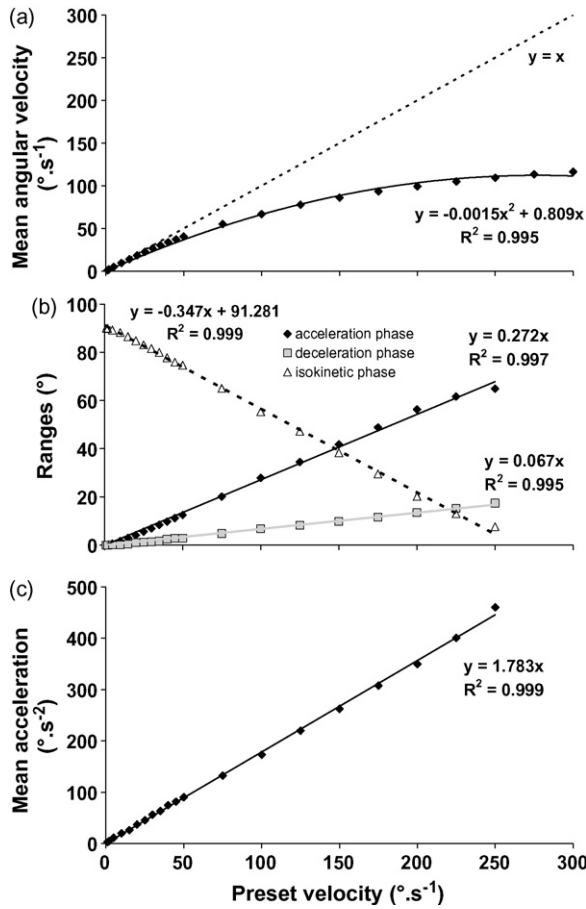 (a)
300
250
200
150
100
50
0
Mean angular velocity
(°.s-1)
y = x
y = -0.0015x2 + 0.809x
R2 = 0.995
(b)
100
80
60
40
20
0
Ranges (°)
y = -0.347x + 91.281
R2 = 0.999
acceleration phase
deceleration phase
isokinetic phase
y = 0.272x
R2 = 0.997
y = 0.067x
R2 = 0.995
(c)
500
400
300
200
100
0
Mean acceleration
(°.s-2)
y = 1.783x
R2 = 0.999
0 50 100 150 200 250 300
Preset velocity (°.s-1)